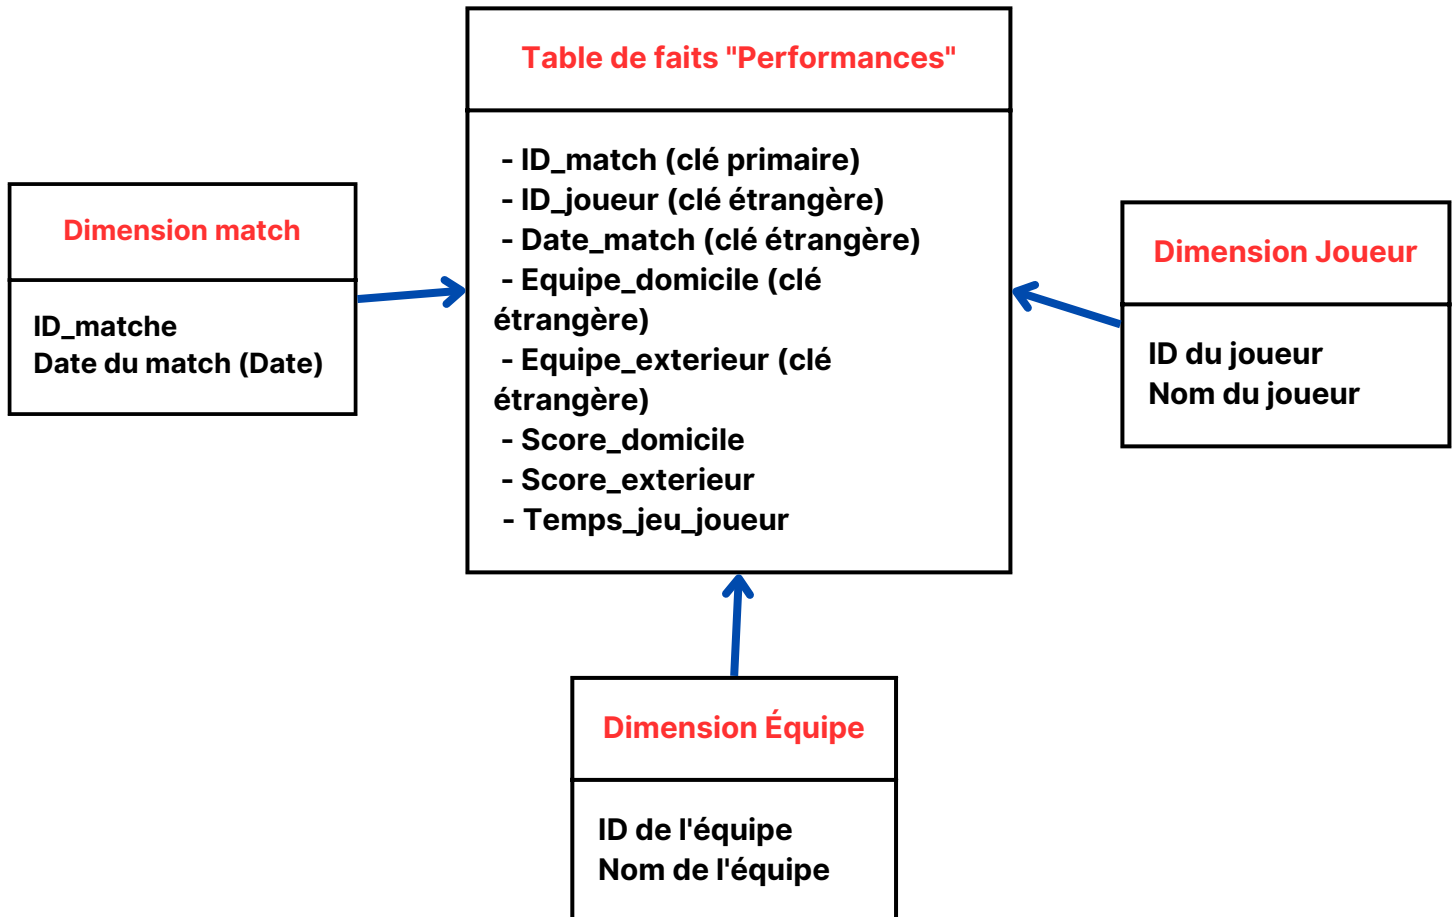 Table de faits "Performances"
- ID_match (clé primaire)
- ID_joueur (clé étrangère)
- Date_match (clé étrangère)
- Equipe_domicile (clé
étrangère)
- Equipe_exterieur (clé
étrangère)
- Score_domicile
- Score_exterieur
- Temps_jeu_joueur
Dimension match
ID_matche
Date du match (Date)
Dimension Joueur
ID du joueur
Nom du joueur
Dimension Équipe
ID de l'équipe
Nom de l'équipe